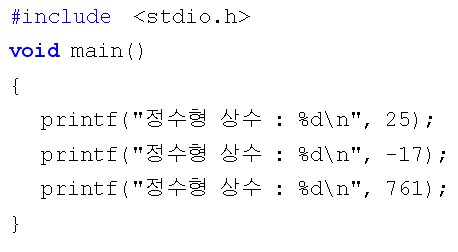 #include <stdio.h>
void main()
{
printf("정수형 상수 : %d\n", 25);
printf("정수형 상수 : %d\n", -17);
printf("정수형 상수 : %d\n", 761);
}